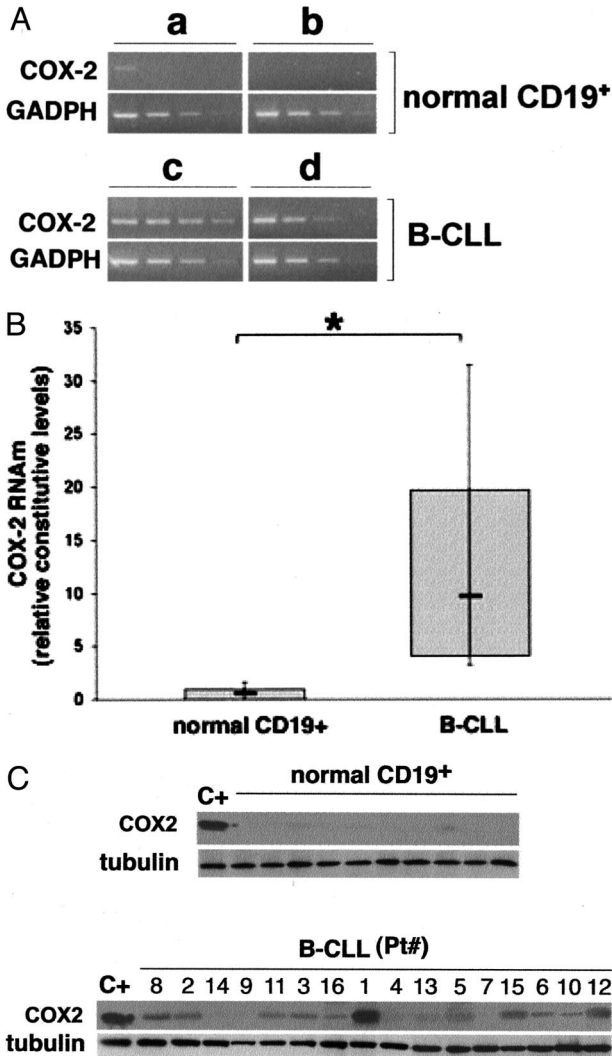 A
a b
COX-2
GADPH
normal CD19+
c d
COX-2
GADPH
B-CLL
B
*
35
30
25
20
15
10
5
0
COX-2 RNAm
(relative constitutive levels)
normal CD19+ B-CLL
C
normal CD19+
C+
COX2
tubulin
B-CLL (Pt#)
C+ 8 2 14 9 11 3 16 1 4 13 5 7 15 6 10 12
COX2
tubulin